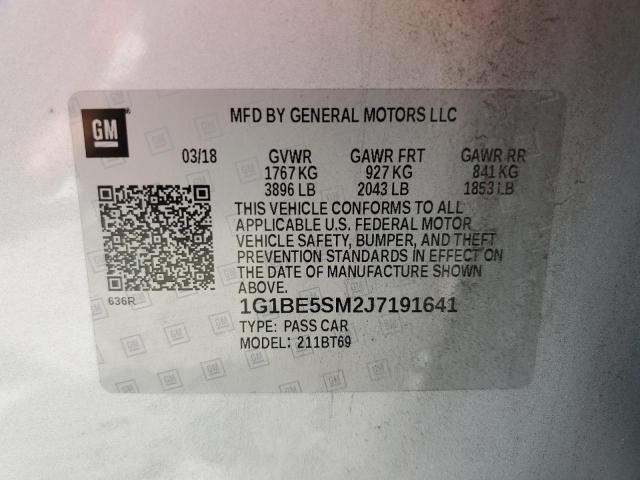 GM
MFD BY GENERAL MOTORS LLC
03/18 GVWR GAWR FRT GAWR RR
1767 KG 927 KG 841 KG
3896 LB 2043 LB 1853 LB
THIS VEHICLE CONFORMS TO ALL
APPLICABLE U.S. FEDERAL MOTOR
VEHICLE SAFETY, BUMPER, AND THEFT
PREVENTION STANDARDS IN EFFECT ON
THE DATE OF MANUFACTURE SHOWN
ABOVE.
636R
1G1BE5SM2J7191641
TYPE: PASS CAR
MODEL: 211BT69